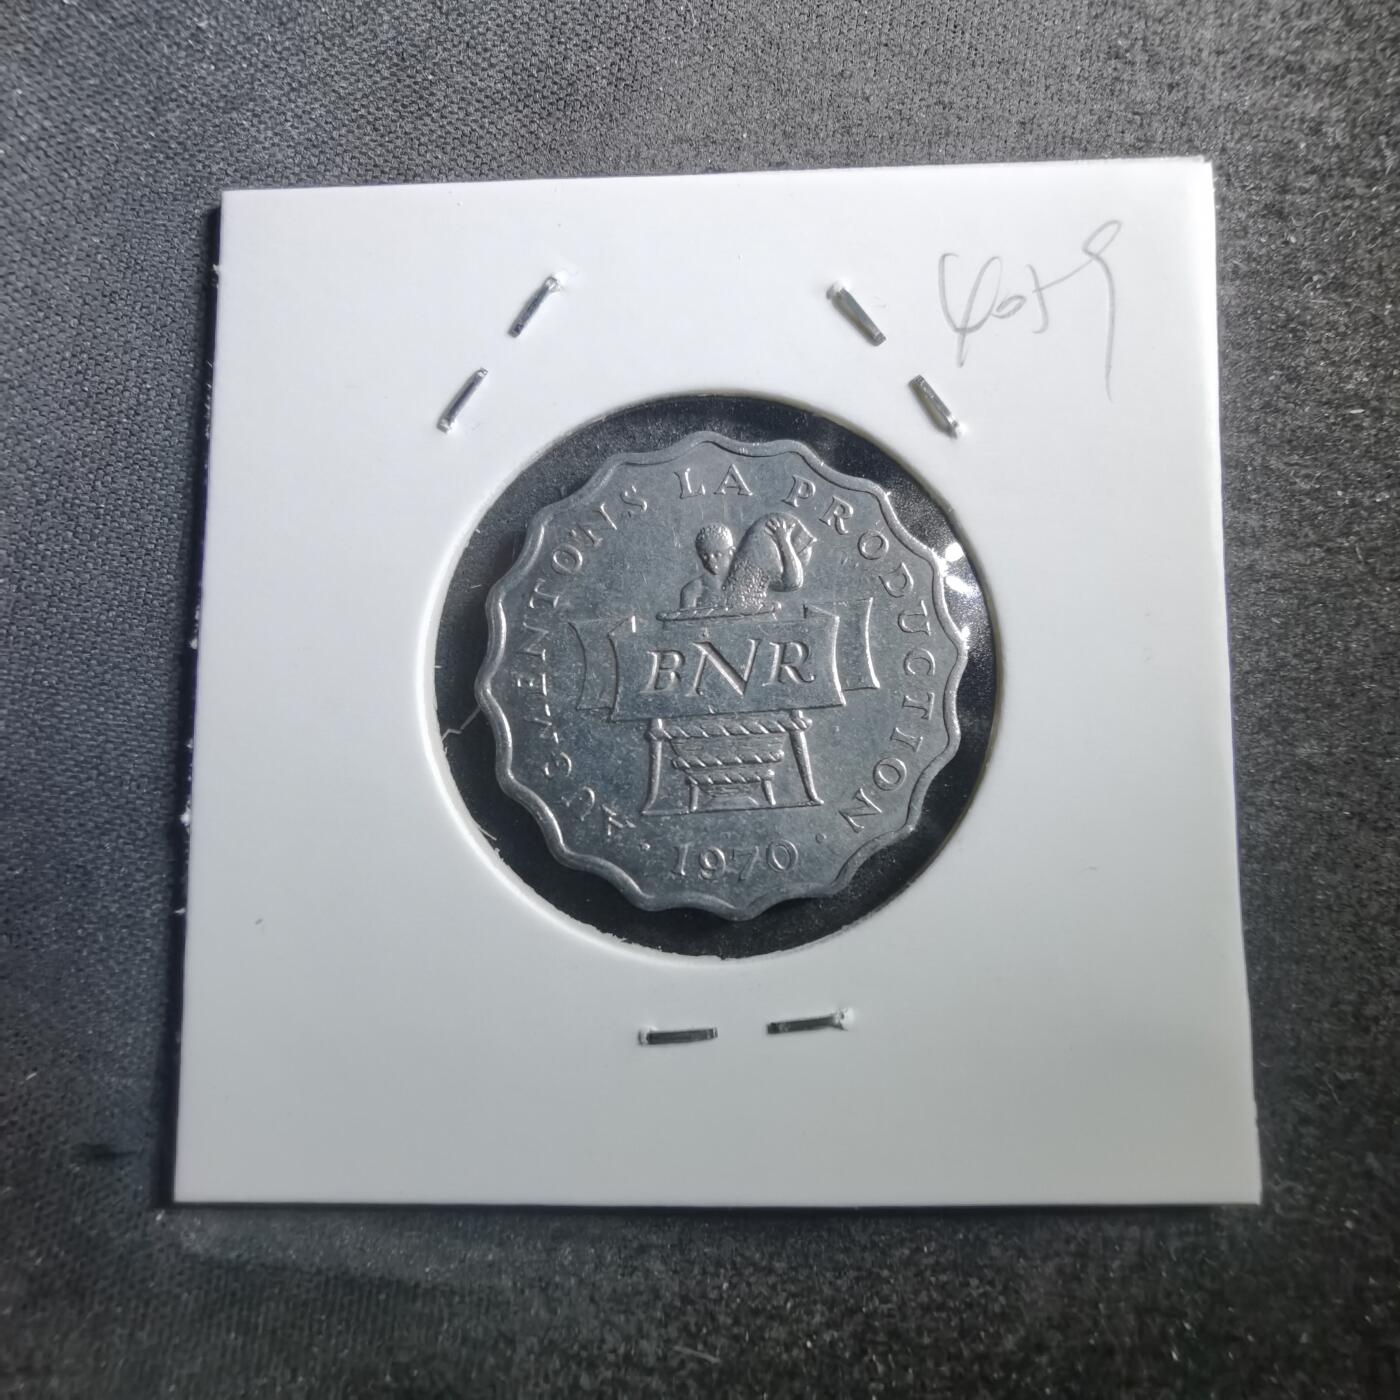 AUGMENTONS LA PRODUCTION
BNR
· 1970 ·